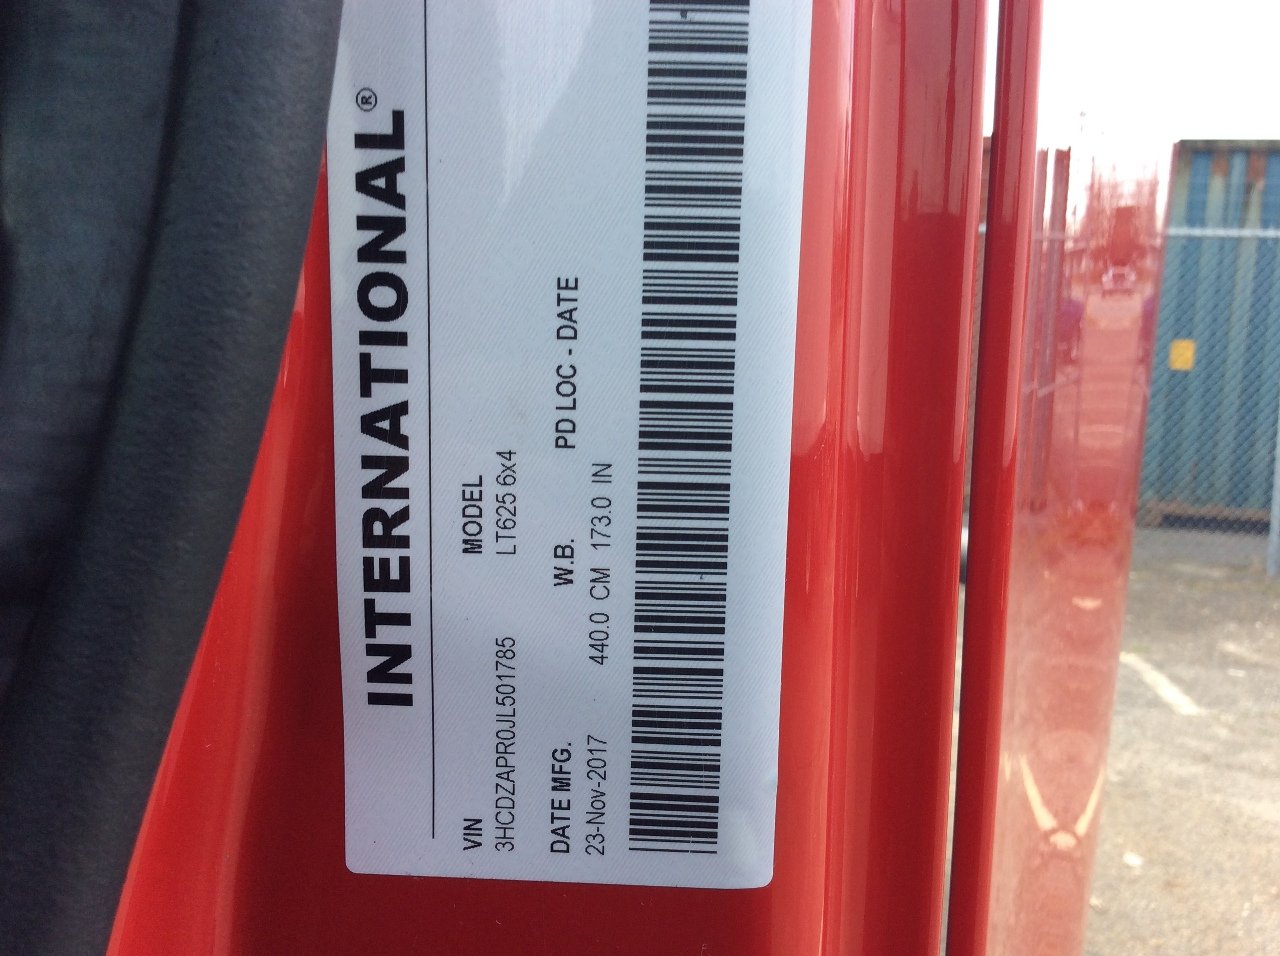 INTERNATIONAL®
VIN MODEL
3HCDZAPR0JL501785 LT625 6x4
DATE MFG. W.B. PD LOC - DATE
23-Nov-2017 440.0 CM 173.0 IN